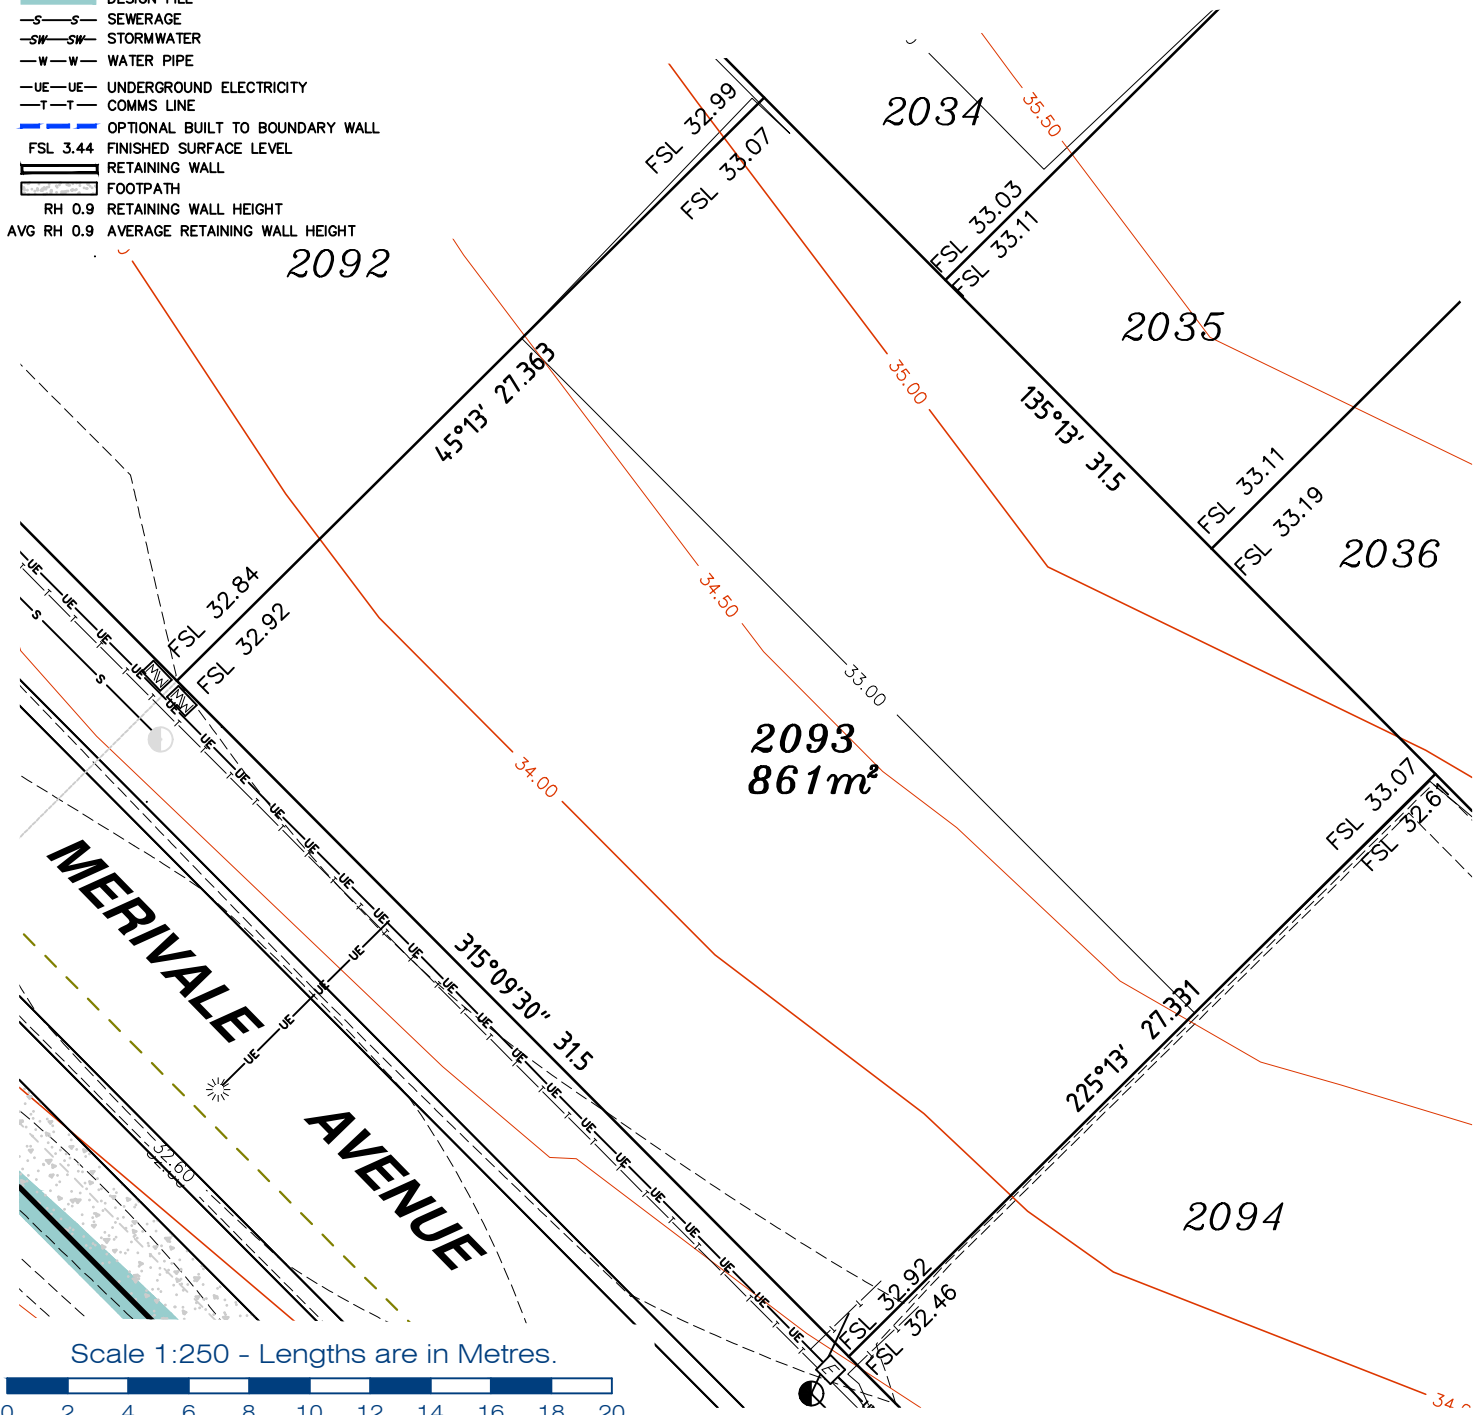 DESIGN FILL
S S SEWERAGE
SW SW STORMWATER
W W WATER PIPE
UE UE UNDERGROUND ELECTRICITY
T T COMMS LINE
OPTIONAL BUILT TO BOUNDARY WALL
FSL 3.44 FINISHED SURFACE LEVEL
RETAINING WALL
FOOTPATH
RH 0.9 RETAINING WALL HEIGHT
AVG RH 0.9 AVERAGE RETAINING WALL HEIGHT
2092
2034
2035
2036
2093
861m²
2094
FSL 32.99
FSL 33.07
FSL 33.03
FSL 33.11
FSL 33.11
FSL 33.19
FSL 32.84
FSL 32.92
FSL 33.07
FSL 32.6
FSL 32.92
FSL 32.46
45°13' 27.363
135°13' 31.5
315°09'30" 31.5
225°13' 27.331
35.50
35.00
34.50
34.00
33.00
32.60
MW
MW
E
MERIVALE
AVENUE
Scale 1:250 - Lengths are in Metres.
0 2 4 6 8 10 12 14 16 18 20